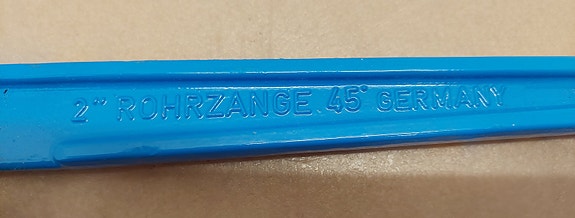 2" ROHRZANGE 45° GERMANY